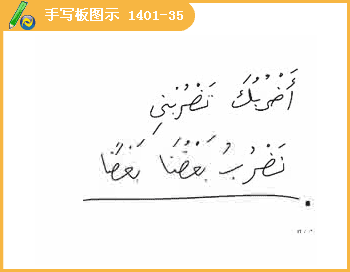 手写板图示 1401-35
أَضْرِبُكَ تَضْرُبْنِي
نَضْرُبُ بَعْضُنَا بَعْضًا